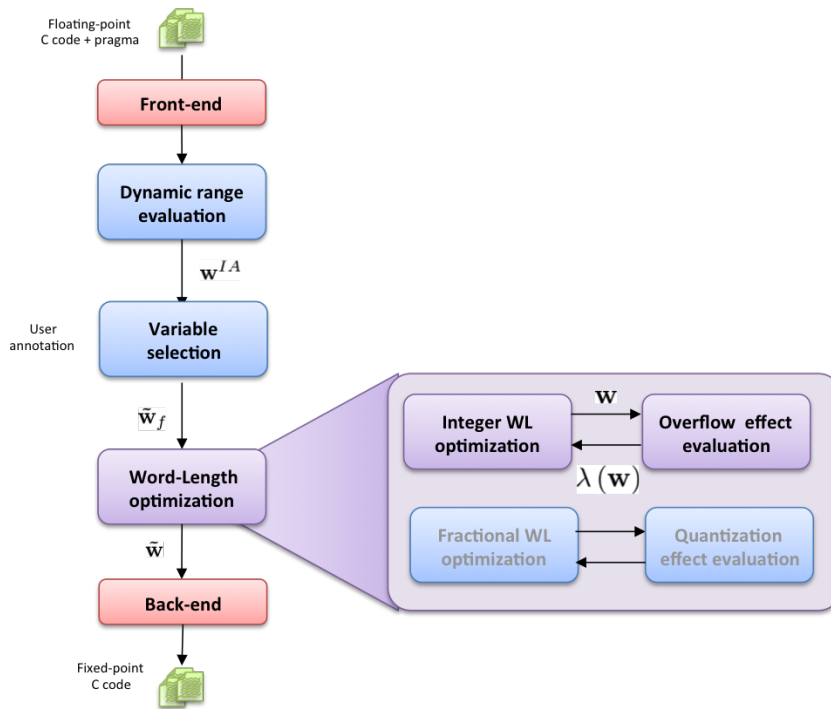 Floating-point
C code + pragma
Front-end
Dynamic range
evaluation
w^{IA}
User
annotation
Variable
selection
w̃_f
Word-Length
optimization
w̃
Back-end
Fixed-point
C code
Integer WL
optimization
w
Overflow effect
evaluation
λ(w)
Fractional WL
optimization
Quantization
effect evaluation